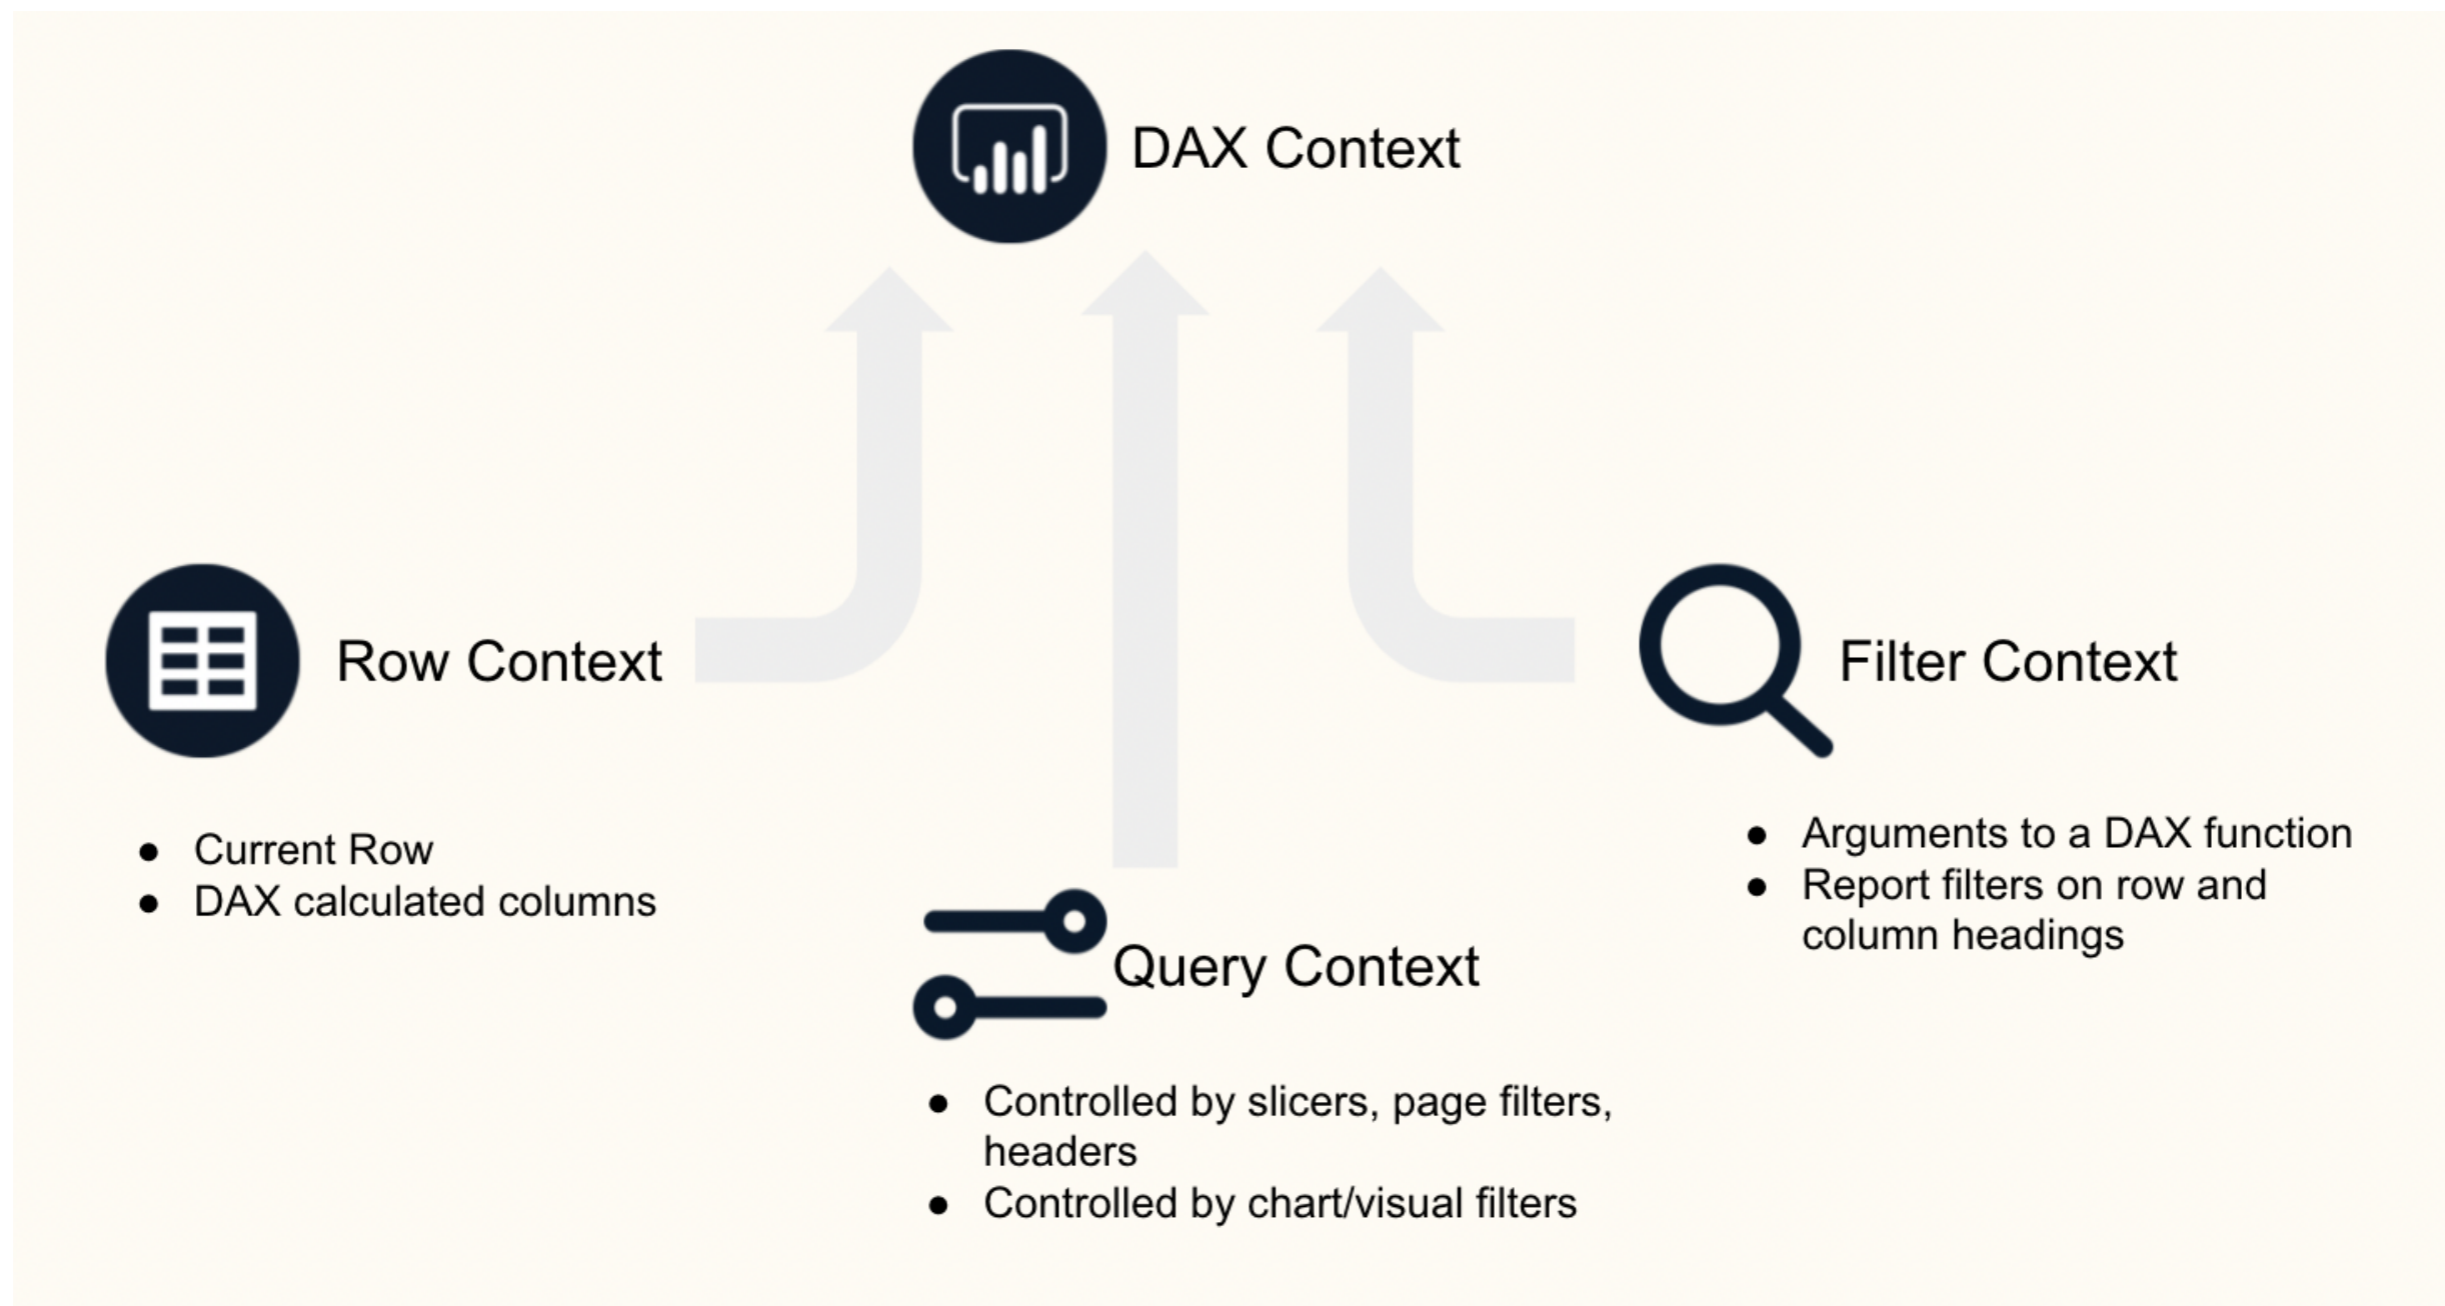 DAX Context
Row Context
● Current Row
● DAX calculated columns
Query Context
● Controlled by slicers, page filters,
headers
● Controlled by chart/visual filters
Filter Context
● Arguments to a DAX function
● Report filters on row and
column headings